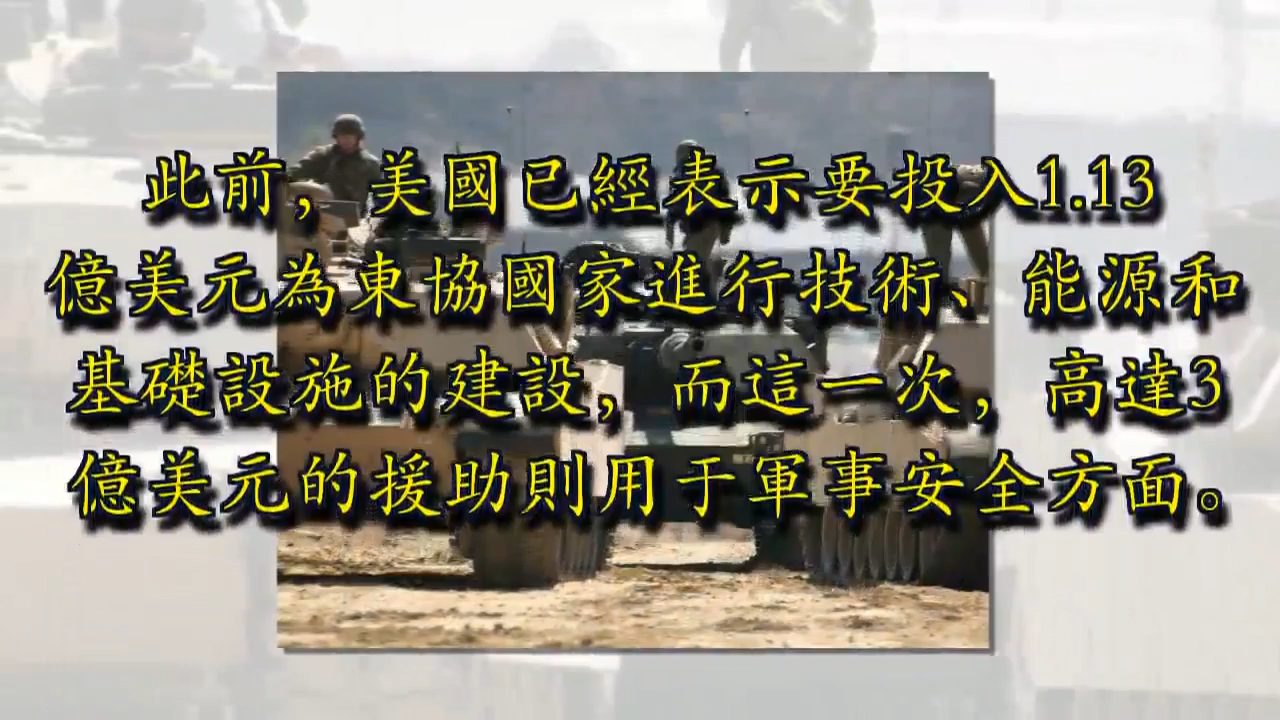 此前，美國已經表示要投入1.13
億美元為東協國家進行技術、能源和
基礎設施的建設，而這一次，高達3
億美元的援助則用于軍事安全方面。